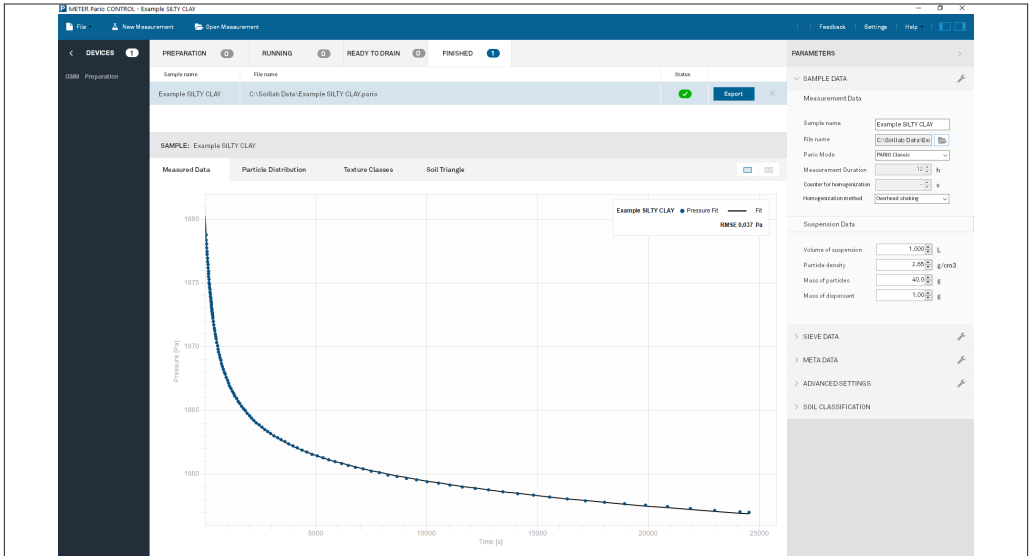 METER Pario CONTROL - Example SILTY CLAY
File New Measurement Open Measurement Feedback Settings Help
DEVICES 1 PREPARATION 0 RUNNING 0 READY TO DRAIN 0 FINISHED 1 PARAMETERS
0389 Preparation
Sample name File name Status
Example SILTY CLAY C:\Soillab Data\Example SILTY CLAY.pario Export
SAMPLE: Example SILTY CLAY
Measured Data Particle Distribution Texture Classes Soil Triangle
Example SILTY CLAY Pressure Fit Fit
RMSE 0,037 Pa
1880
1875
1870
1865
1860
Pressure [Pa]
5000 10000 15000 20000 25000
Time [s]
SAMPLE DATA
Measurement Data
Sample name Example SILTY CLAY
File name C:\Soillab Data\Exa
Pario Mode PARIO Classic
Measurement Duration 12 h
Counter for homogenization - s
Homogenization method Overhead shaking
Suspension Data
Volume of suspension 1,000 L
Particle density 2,65 g/cm3
Mass of particles 40,0 g
Mass of dispersant 1,00 g
SIEVE DATA
META DATA
ADVANCED SETTINGS
SOIL CLASSIFICATION